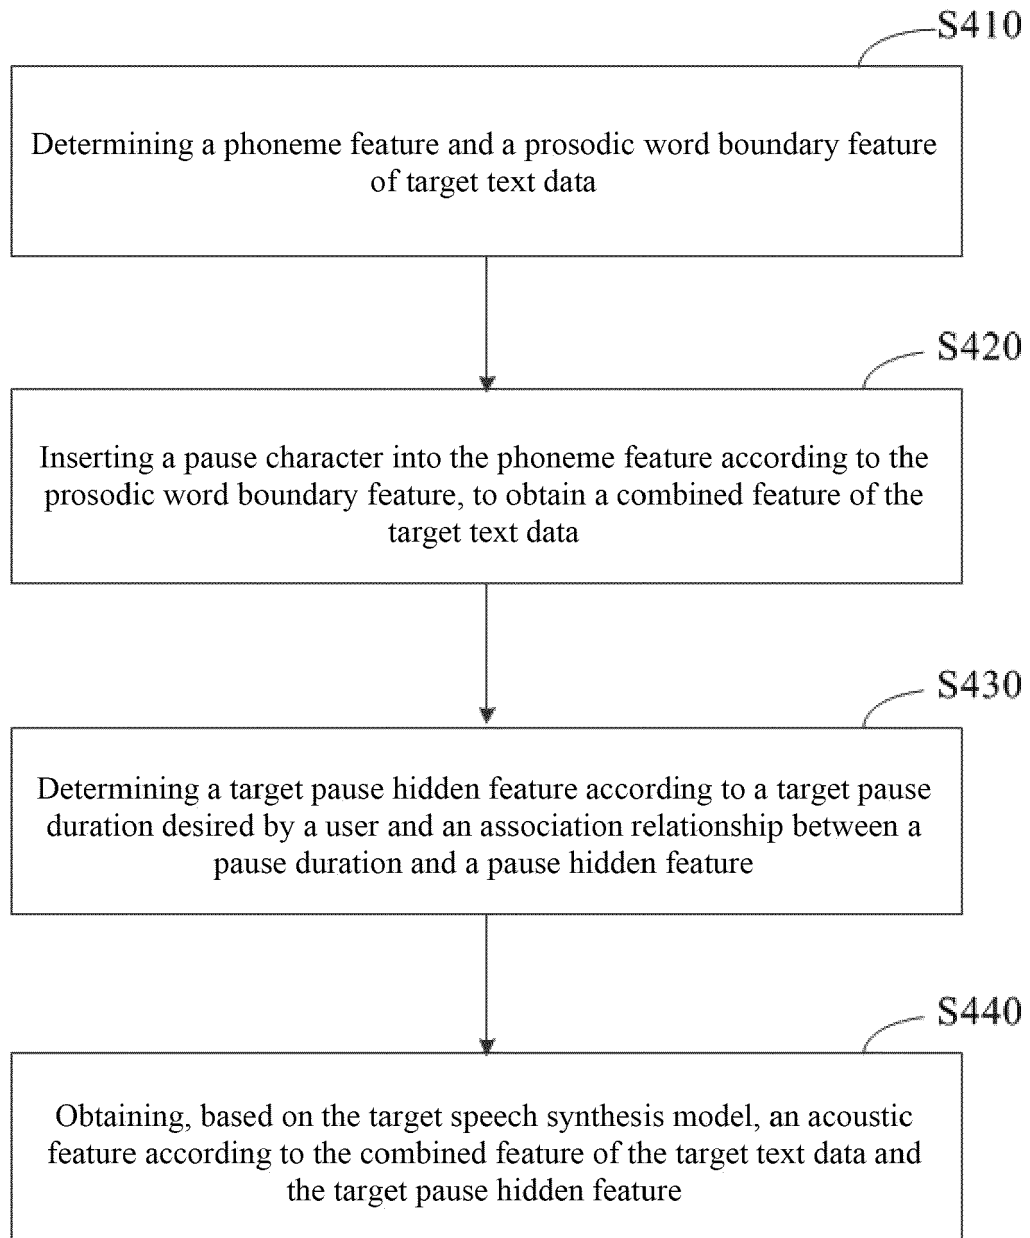 S410
Determining a phoneme feature and a prosodic word boundary feature
of target text data
S420
Inserting a pause character into the phoneme feature according to the
prosodic word boundary feature, to obtain a combined feature of the
target text data
S430
Determining a target pause hidden feature according to a target pause
duration desired by a user and an association relationship between a
pause duration and a pause hidden feature
S440
Obtaining, based on the target speech synthesis model, an acoustic
feature according to the combined feature of the target text data and
the target pause hidden feature